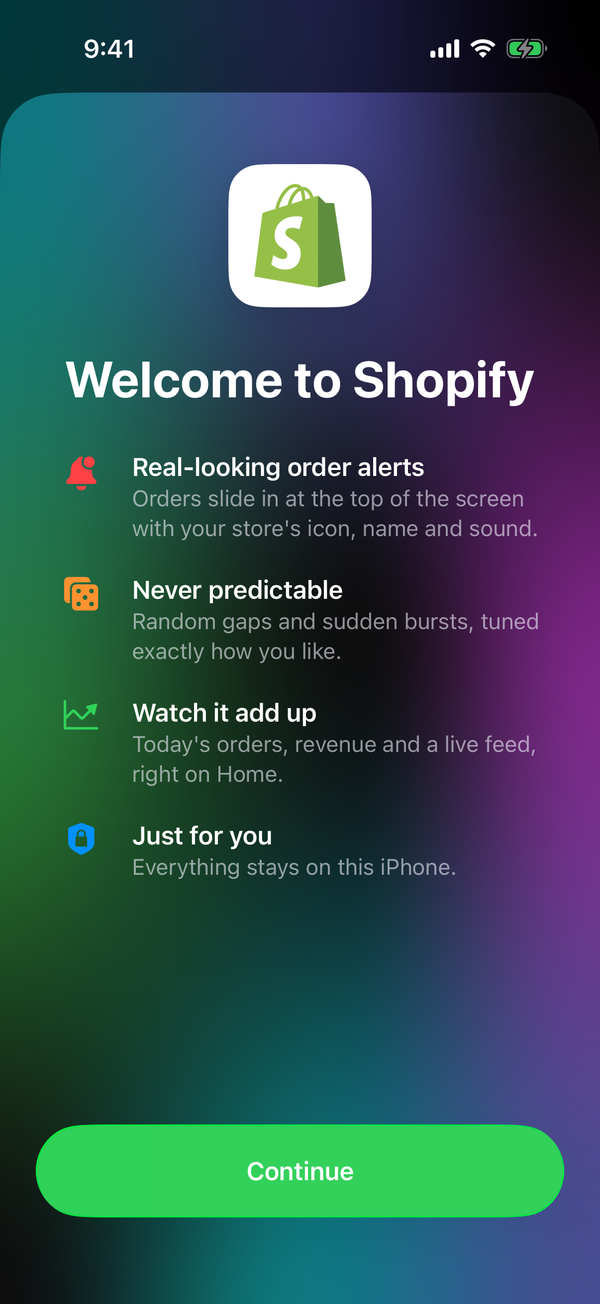 9:41
S
Welcome to Shopify
Real-looking order alerts
Orders slide in at the top of the screen
with your store's icon, name and sound.
Never predictable
Random gaps and sudden bursts, tuned
exactly how you like.
Watch it add up
Today's orders, revenue and a live feed,
right on Home.
Just for you
Everything stays on this iPhone.
Continue